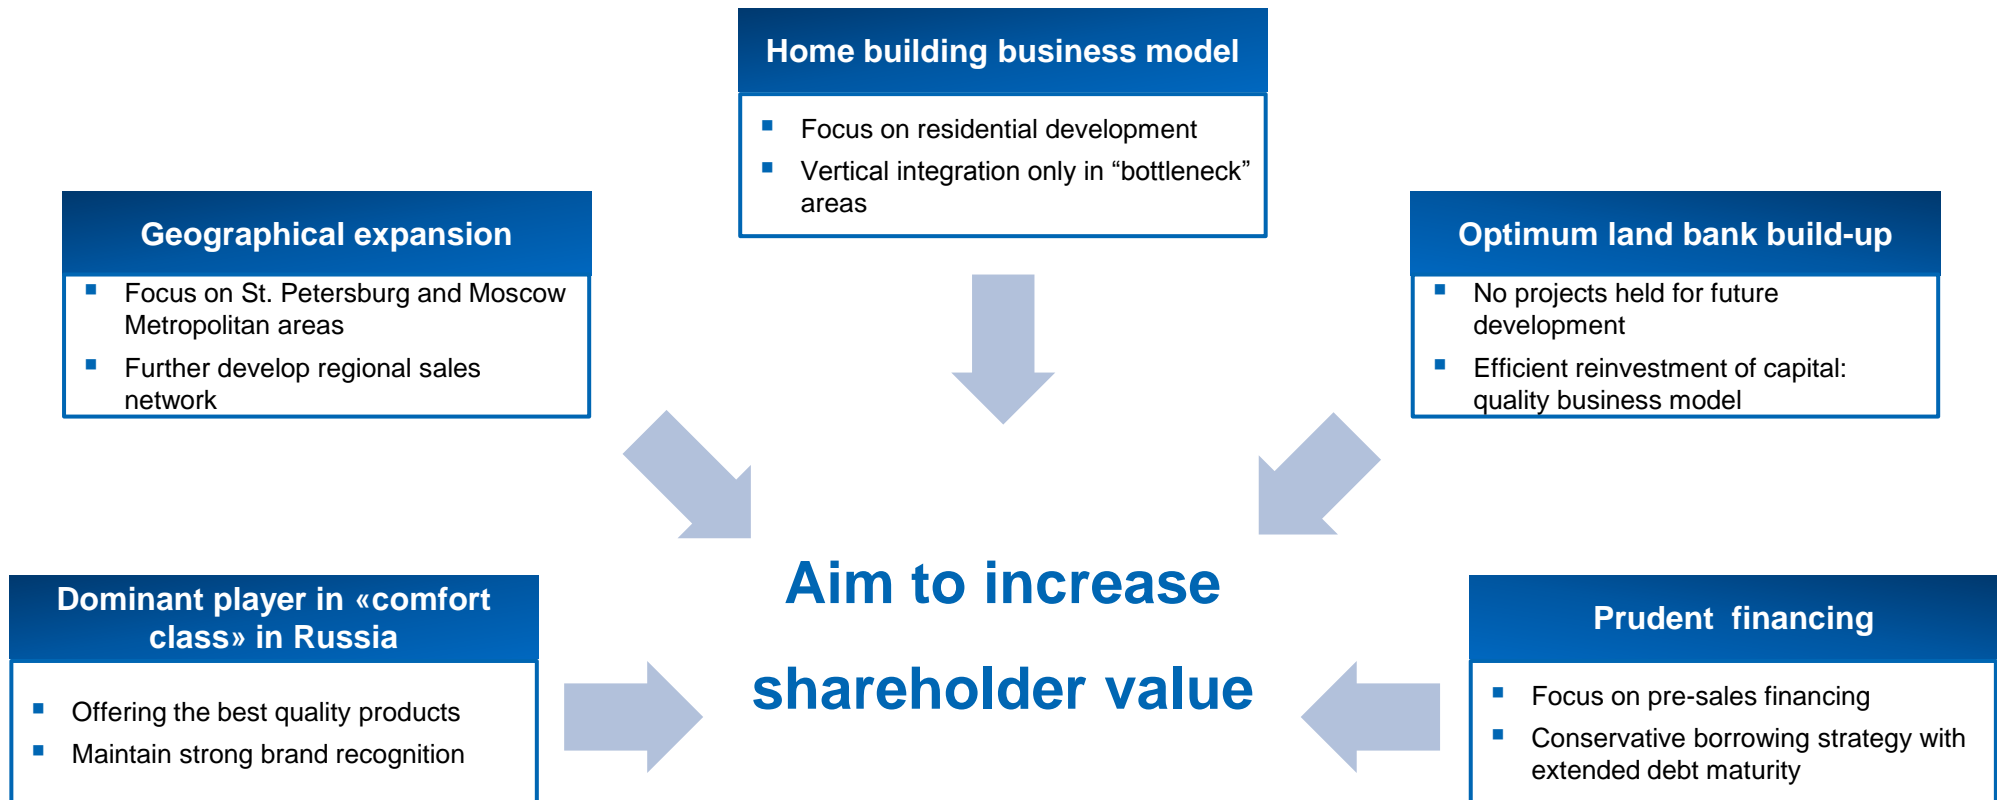 Home building business model
Focus on residential development
Vertical integration only in “bottleneck”
areas
Geographical expansion
Focus on St. Petersburg and Moscow
Metropolitan areas
Further develop regional sales
network
Optimum land bank build-up
No projects held for future
development
Efficient reinvestment of capital:
quality business model
Dominant player in «comfort
class» in Russia
Offering the best quality products
Maintain strong brand recognition
Aim to increase
shareholder value
Prudent financing
Focus on pre-sales financing
Conservative borrowing strategy with
extended debt maturity